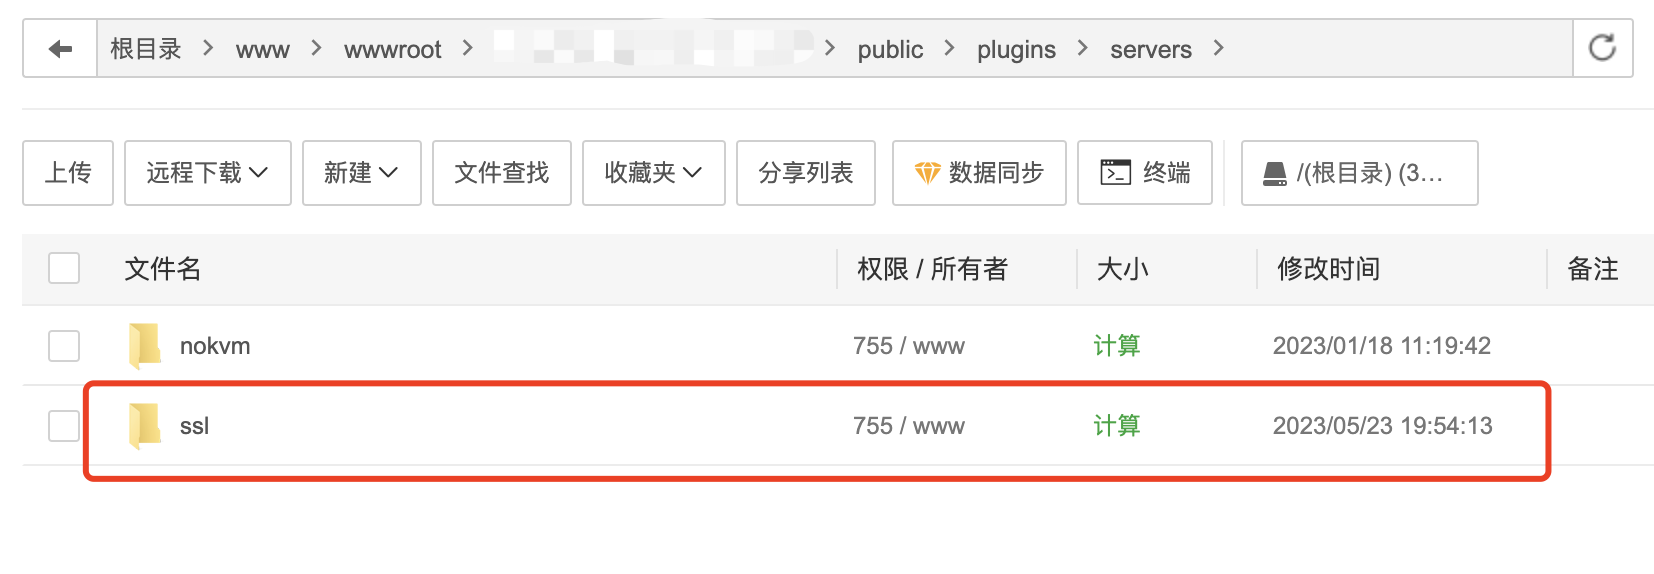 根目录 > www > wwwroot > > public > plugins > servers >
上传 远程下载 新建 文件查找 收藏夹 分享列表 数据同步 终端 /(根目录) (3...
文件名 权限 / 所有者 大小 修改时间 备注
nokvm 755 / www 计算 2023/01/18 11:19:42
ssl 755 / www 计算 2023/05/23 19:54:13